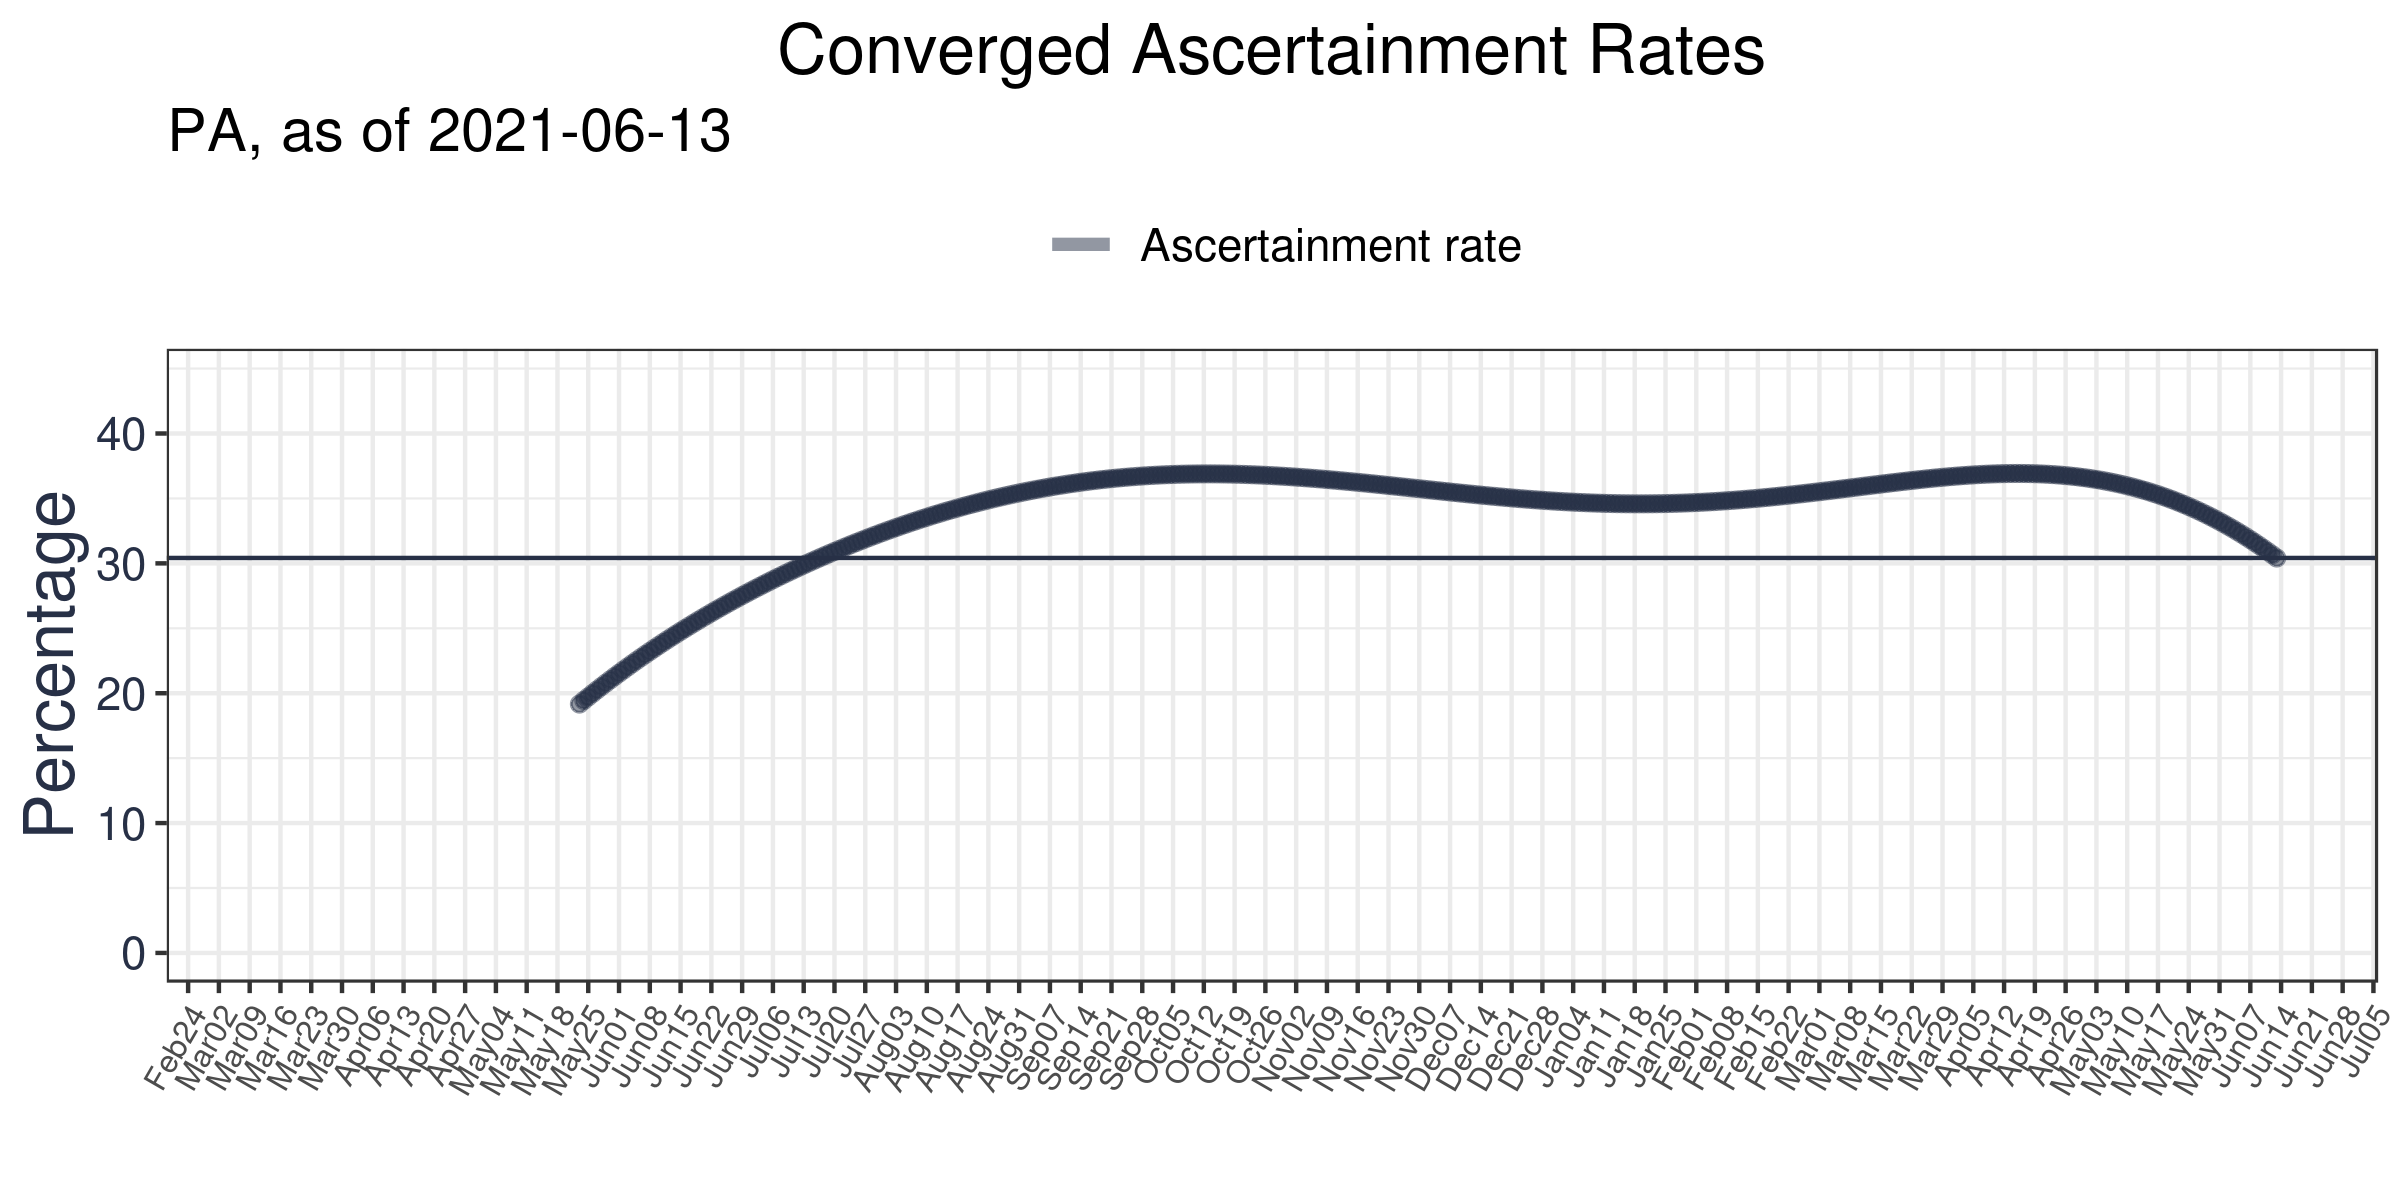 Converged Ascertainment Rates
PA, as of 2021-06-13
Ascertainment rate
Percentage
40
30
20
10
0
Feb24
Mar02
Mar09
Mar16
Mar23
Mar30
Apr06
Apr13
Apr20
Apr27
May04
May11
May18
May25
Jun01
Jun08
Jun15
Jun22
Jun29
Jul06
Jul13
Jul20
Jul27
Aug03
Aug10
Aug17
Aug24
Aug31
Sep07
Sep14
Sep21
Sep28
Oct05
Oct12
Oct19
Oct26
Nov02
Nov09
Nov16
Nov23
Nov30
Dec07
Dec14
Dec21
Dec28
Jan04
Jan11
Jan18
Jan25
Feb01
Feb08
Feb15
Feb22
Mar01
Mar08
Mar15
Mar22
Mar29
Apr05
Apr12
Apr19
Apr26
May03
May10
May17
May24
May31
Jun07
Jun14
Jun21
Jun28
Jul05